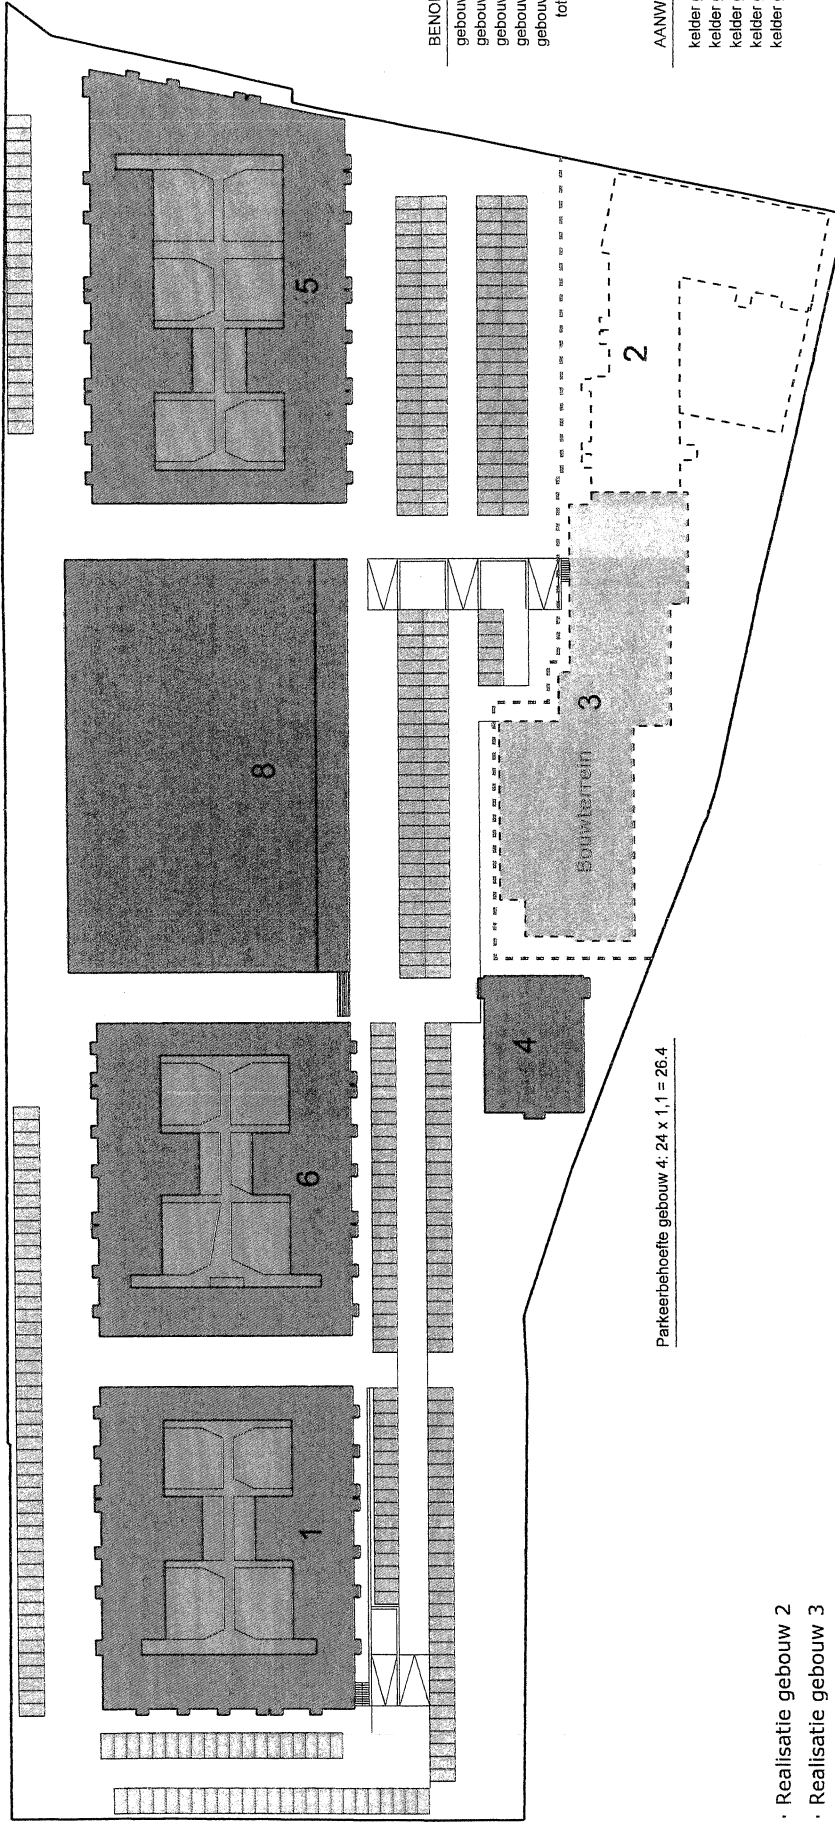 8
1
6
5
BENO
gebouw
gebouw
gebouw
gebouw
gebouw
tot
4
Bouwterrein
3
2
Parkeerbehoefte gebouw 4: 24 x 1,1 = 26.4
AANW
kelder g
kelder g
kelder g
kelder g
kelder g
· Realisatie gebouw 2
· Realisatie gebouw 3